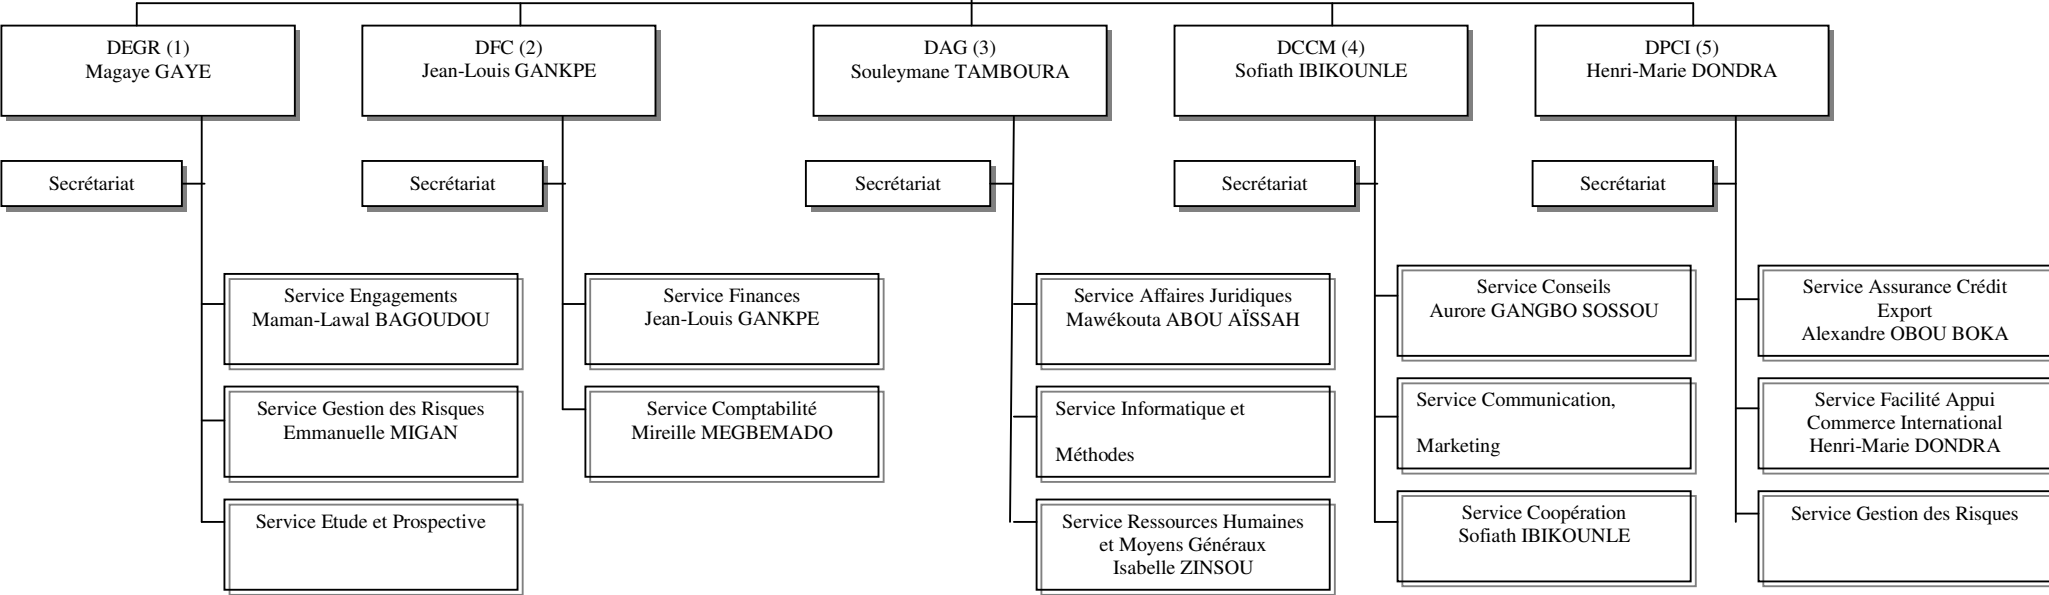 DEGR (1)
Magaye GAYE
DFC (2)
Jean-Louis GANKPE
DAG (3)
Souleymane TAMBOURA
DCCM (4)
Sofiath IBIKOUNLE
DPCI (5)
Henri-Marie DONDRA
Secrétariat
Secrétariat
Secrétariat
Secrétariat
Secrétariat
Service Engagements
Maman-Lawal BAGOUDOU
Service Gestion des Risques
Emmanuelle MIGAN
Service Etude et Prospective
Service Finances
Jean-Louis GANKPE
Service Comptabilité
Mireille MEGBEMADO
Service Affaires Juridiques
Mawékouta ABOU AÏSSAH
Service Informatique et
Méthodes
Service Ressources Humaines
et Moyens Généraux
Isabelle ZINSOU
Service Conseils
Aurore GANGBO SOSSOU
Service Communication,
Marketing
Service Coopération
Sofiath IBIKOUNLE
Service Assurance Crédit
Export
Alexandre OBOU BOKA
Service Facilité Appui
Commerce International
Henri-Marie DONDRA
Service Gestion des Risques